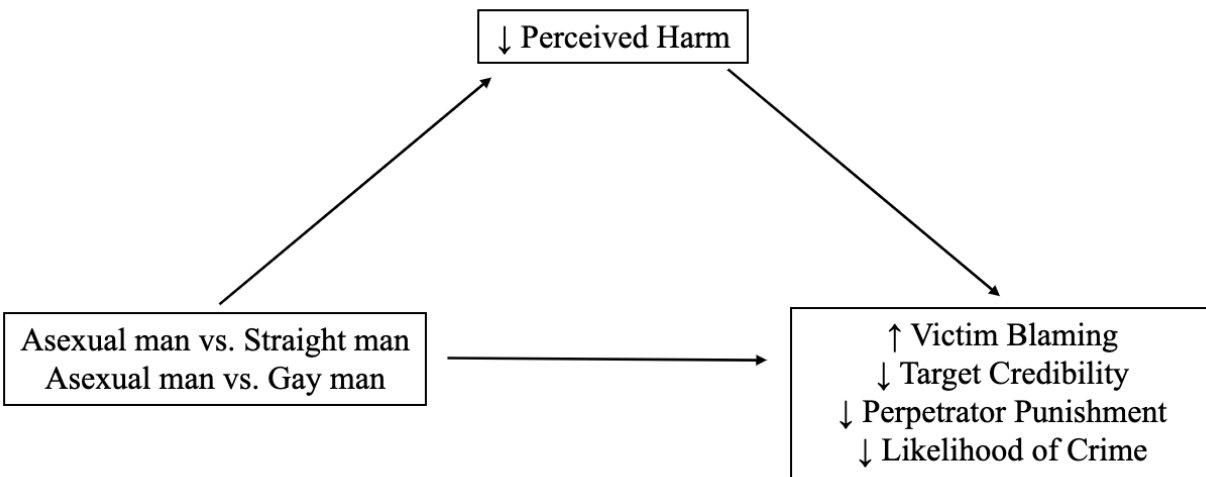 ↓ Perceived Harm
Asexual man vs. Straight man
Asexual man vs. Gay man
↑ Victim Blaming
↓ Target Credibility
↓ Perpetrator Punishment
↓ Likelihood of Crime